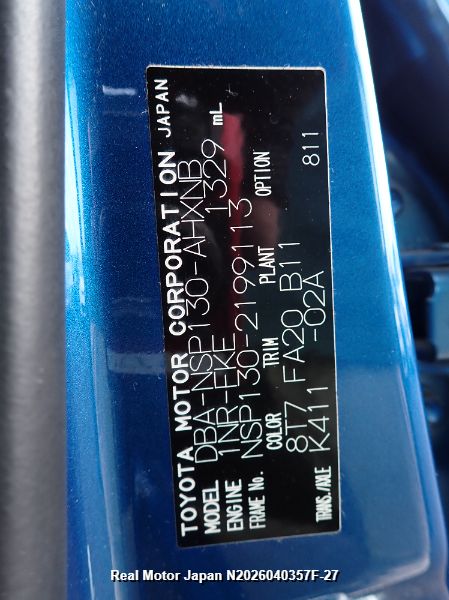 TOYOTA MOTOR CORPORATION JAPAN
MODEL DBA-NSP130-AHXNB
ENGINE 1NR-FKE 1329 mL
FRAME No. NSP130-2199113
COLOR TRIM PLANT OPTION
8T7 FA20 B11 811
TRANS./AXLE K411 -02A
Real Motor Japan N2026040357F-27